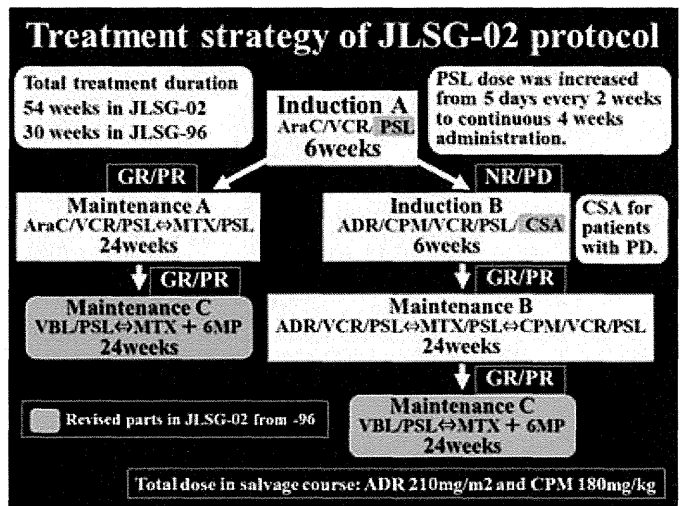 Treatment strategy of JLSG-02 protocol
Total treatment duration
54 weeks in JLSG-02
30 weeks in JLSG-96
Induction A
AraC/VCR/PSL
6weeks
PSL dose was increased
from 5 days every 2 weeks
to continuous 4 weeks
administration.
GR/PR
NR/PD
Maintenance A
AraC/VCR/PSL⇔MTX/PSL
24weeks
Induction B
ADR/CPM/VCR/PSL/CSA
6weeks
CSA for
patients
with PD.
GR/PR
GR/PR
Maintenance C
VBL/PSL⇔MTX + 6MP
24weeks
Maintenance B
ADR/VCR/PSL⇔MTX/PSL⇔CPM/VCR/PSL
24weeks
GR/PR
Revised parts in JLSG-02 from -96
Maintenance C
VBL/PSL⇔MTX + 6MP
24weeks
Total dose in salvage course: ADR 210mg/m2 and CPM 180mg/kg